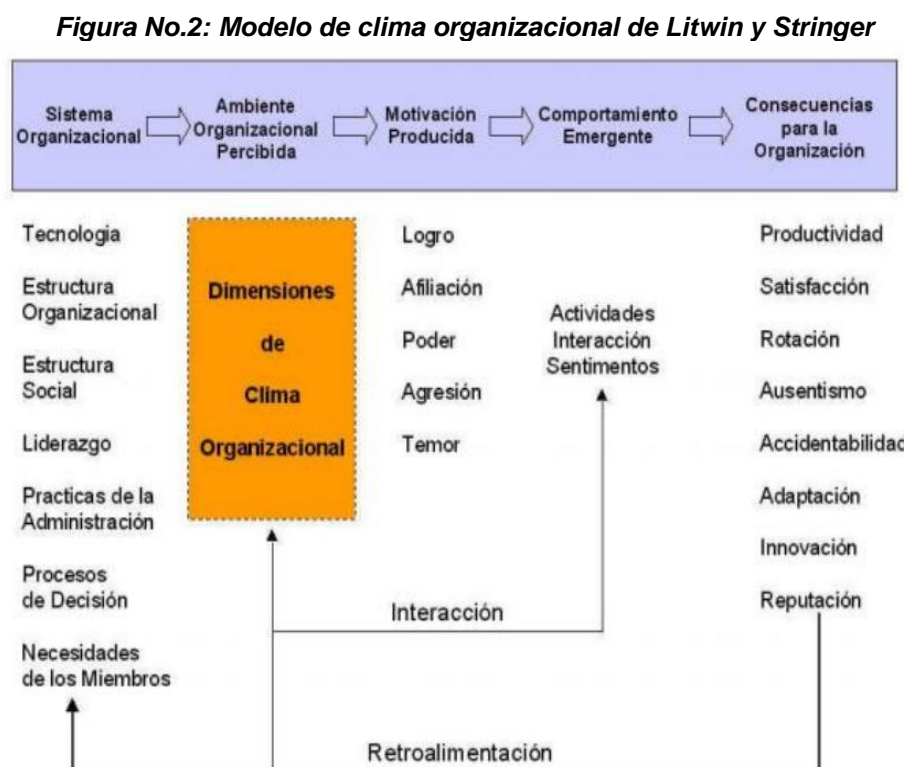 Figura No.2: Modelo de clima organizacional de Litwin y Stringer
Sistema
Organizacional
Ambiente
Organizacional
Percibida
Motivación
Producida
Comportamiento
Emergente
Consecuencias
para la
Organización
Tecnologia
Estructura
Organizacional
Estructura
Social
Liderazgo
Practicas de la
Administración
Procesos
de Decisión
Necesidades
de los Miembros
Dimensiones
de
Clima
Organizacional
Logro
Afiliación
Poder
Agresión
Temor
Actividades
Interacción
Sentimentos
Productividad
Satisfacción
Rotación
Ausentismo
Accidentabilidad
Adaptación
Innovación
Reputación
Interacción
Retroalimentación